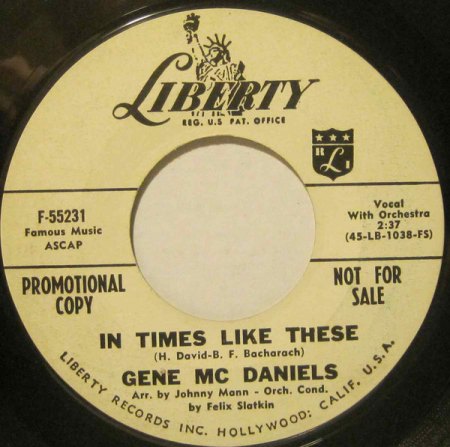 LIBERTY
REG. U.S. PAT. OFFICE
R L I
F-55231
Famous Music
ASCAP
Vocal
With Orchestra
2:37
(45-LB-1038-FS)
PROMOTIONAL
COPY
NOT FOR
SALE
IN TIMES LIKE THESE
(H. David-B. F. Bacharach)
GENE MC DANIELS
Arr. by Johnny Mann - Orch. Cond.
by Felix Slatkin
LIBERTY RECORDS INC. HOLLYWOOD; CALIF. U.S.A.